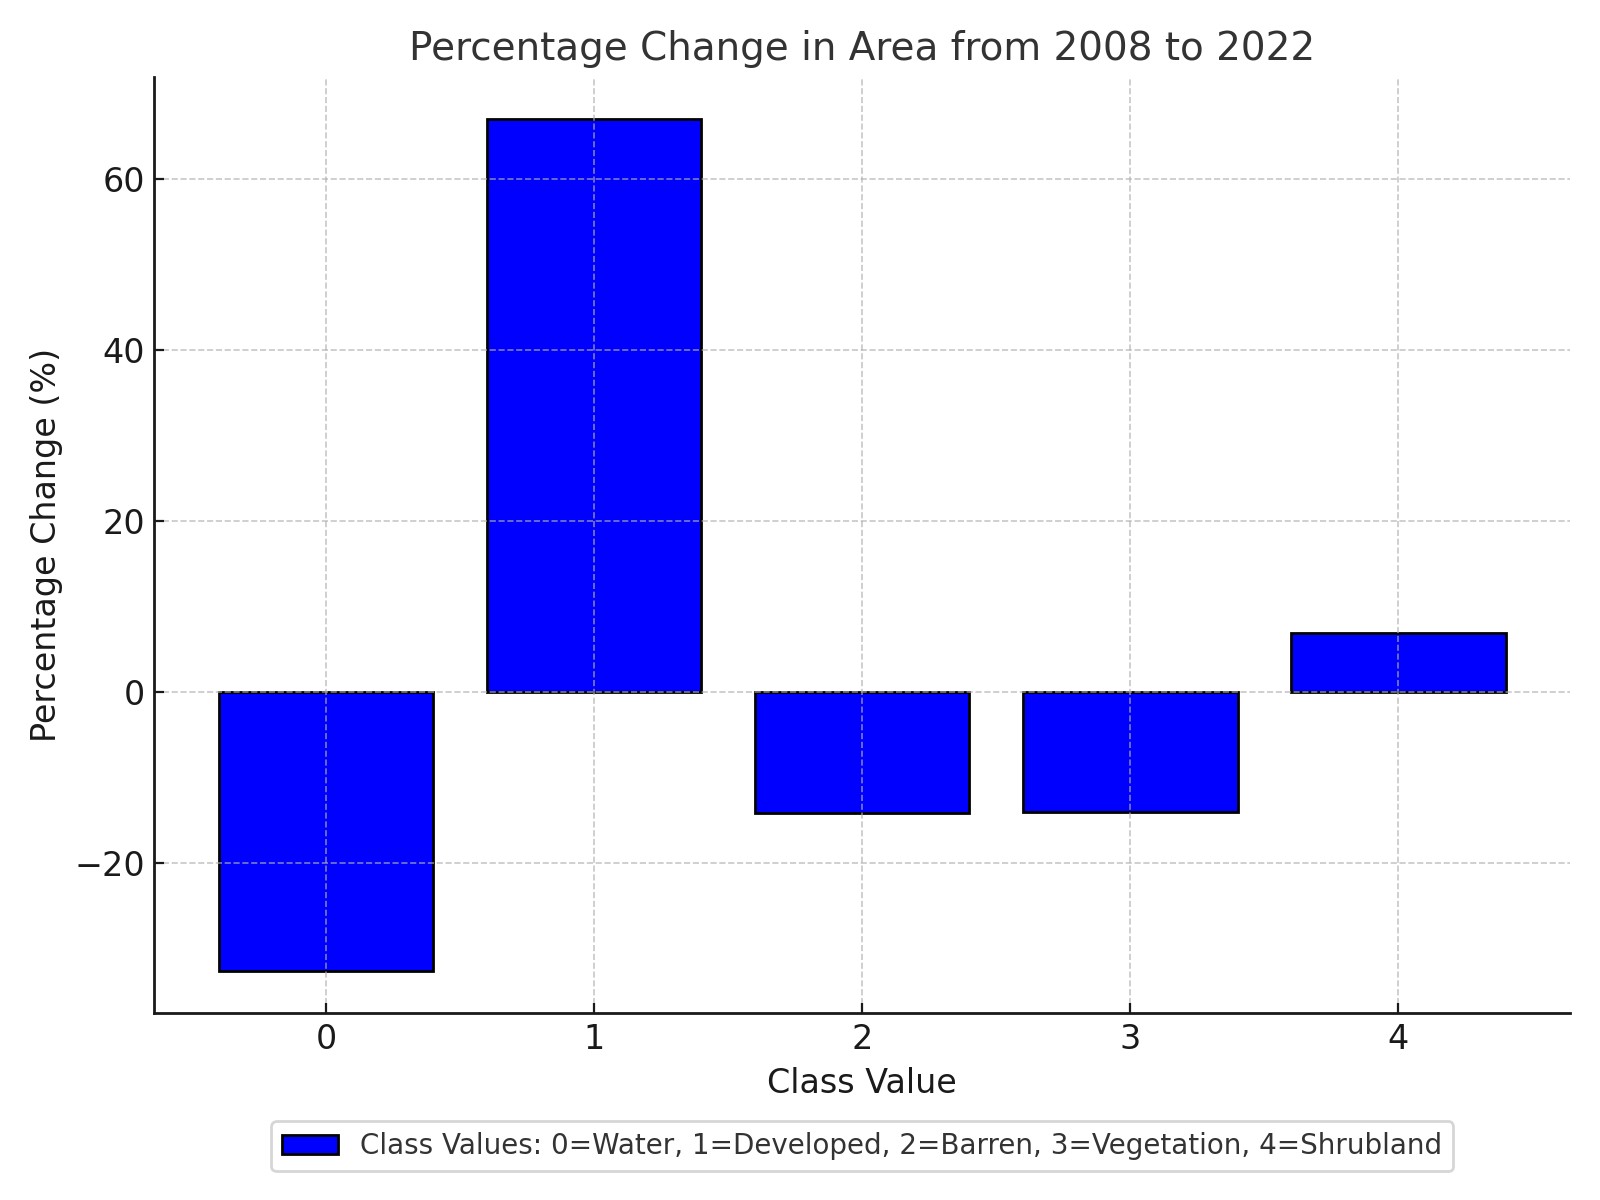 Percentage Change in Area from 2008 to 2022
Percentage Change (%)
60
40
20
0
−20
0 1 2 3 4
Class Value
Class Values: 0=Water, 1=Developed, 2=Barren, 3=Vegetation, 4=Shrubland